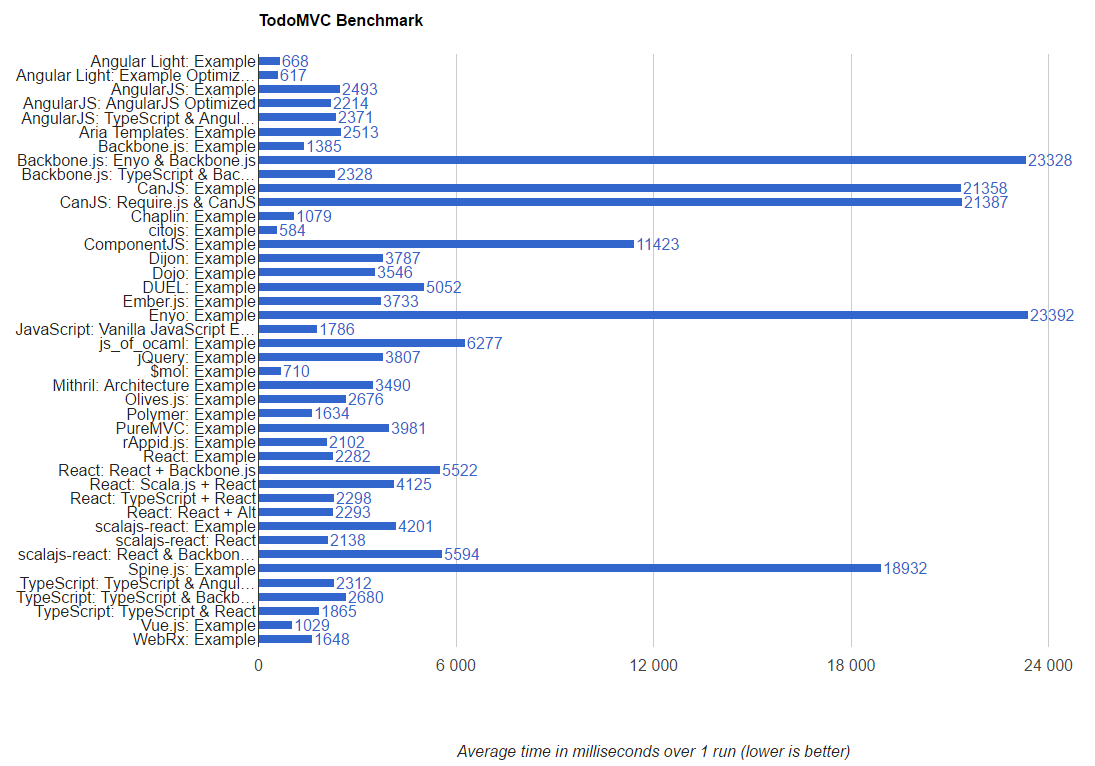 TodoMVC Benchmark
Angular Light: Example 668
Angular Light: Example Optimiz… 617
AngularJS: Example 2493
AngularJS: AngularJS Optimized 2214
AngularJS: TypeScript & Angul… 2371
Aria Templates: Example 2513
Backbone.js: Example 1385
Backbone.js: Enyo & Backbone.js 23328
Backbone.js: TypeScript & Bac… 2328
CanJS: Example 21358
CanJS: Require.js & CanJS 21387
Chaplin: Example 1079
citojs: Example 584
ComponentJS: Example 11423
Dijon: Example 3787
Dojo: Example 3546
DUEL: Example 5052
Ember.js: Example 3733
Enyo: Example 23392
JavaScript: Vanilla JavaScript E… 1786
js_of_ocaml: Example 6277
jQuery: Example 3807
$mol: Example 710
Mithril: Architecture Example 3490
Olives.js: Example 2676
Polymer: Example 1634
PureMVC: Example 3981
rAppid.js: Example 2102
React: Example 2282
React: React + Backbone.js 5522
React: Scala.js + React 4125
React: TypeScript + React 2298
React: React + Alt 2293
scalajs-react: Example 4201
scalajs-react: React 2138
scalajs-react: React & Backbon… 5594
Spine.js: Example 18932
TypeScript: TypeScript & Angul… 2312
TypeScript: TypeScript & Backb… 2680
TypeScript: TypeScript & React 1865
Vue.js: Example 1029
WebRx: Example 1648
0 6 000 12 000 18 000 24 000
Average time in milliseconds over 1 run (lower is better)